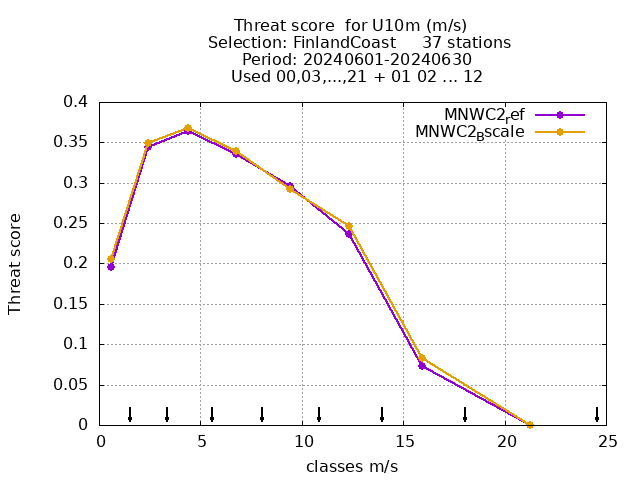 Threat score  for U10m (m/s)
Selection: FinlandCoast     37 stations
Period: 20240601-20240630
Used 00,03,...,21 + 01 02 ... 12
MNWC2ref
MNWC2Bscale
0.4
0.35
0.3
0.25
0.2
0.15
0.1
0.05
0
Threat score
0 5 10 15 20 25
classes m/s